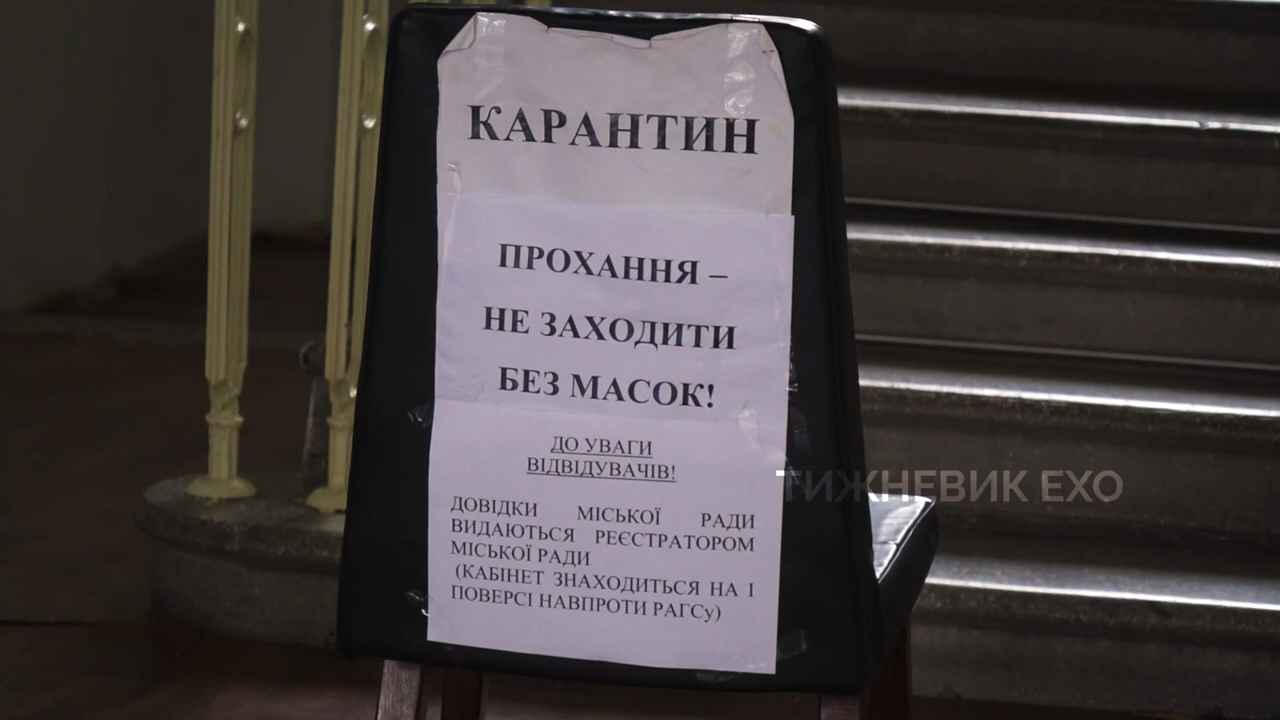 КАРАНТИН
ПРОХАННЯ –
НЕ ЗАХОДИТИ
БЕЗ МАСОК!
ДО УВАГИ
ВІДВІДУВАЧІВ!
ДОВІДКИ МІСЬКОЇ РАДИ
ВИДАЮТЬСЯ РЕЄСТРАТОРОМ
МІСЬКОЇ РАДИ
(КАБІНЕТ ЗНАХОДИТЬСЯ НА І
ПОВЕРСІ НАВПРОТИ РАГСу)
ТИЖНЕВИК ЕХО